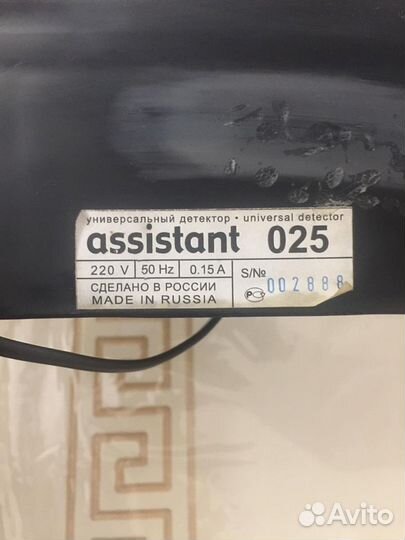 универсальный детектор • universal detector
assistant 025
220 V 50 Hz 0.15 A S/№ 002888
СДЕЛАНО В РОССИИ
MADE IN RUSSIA
РС
Avito